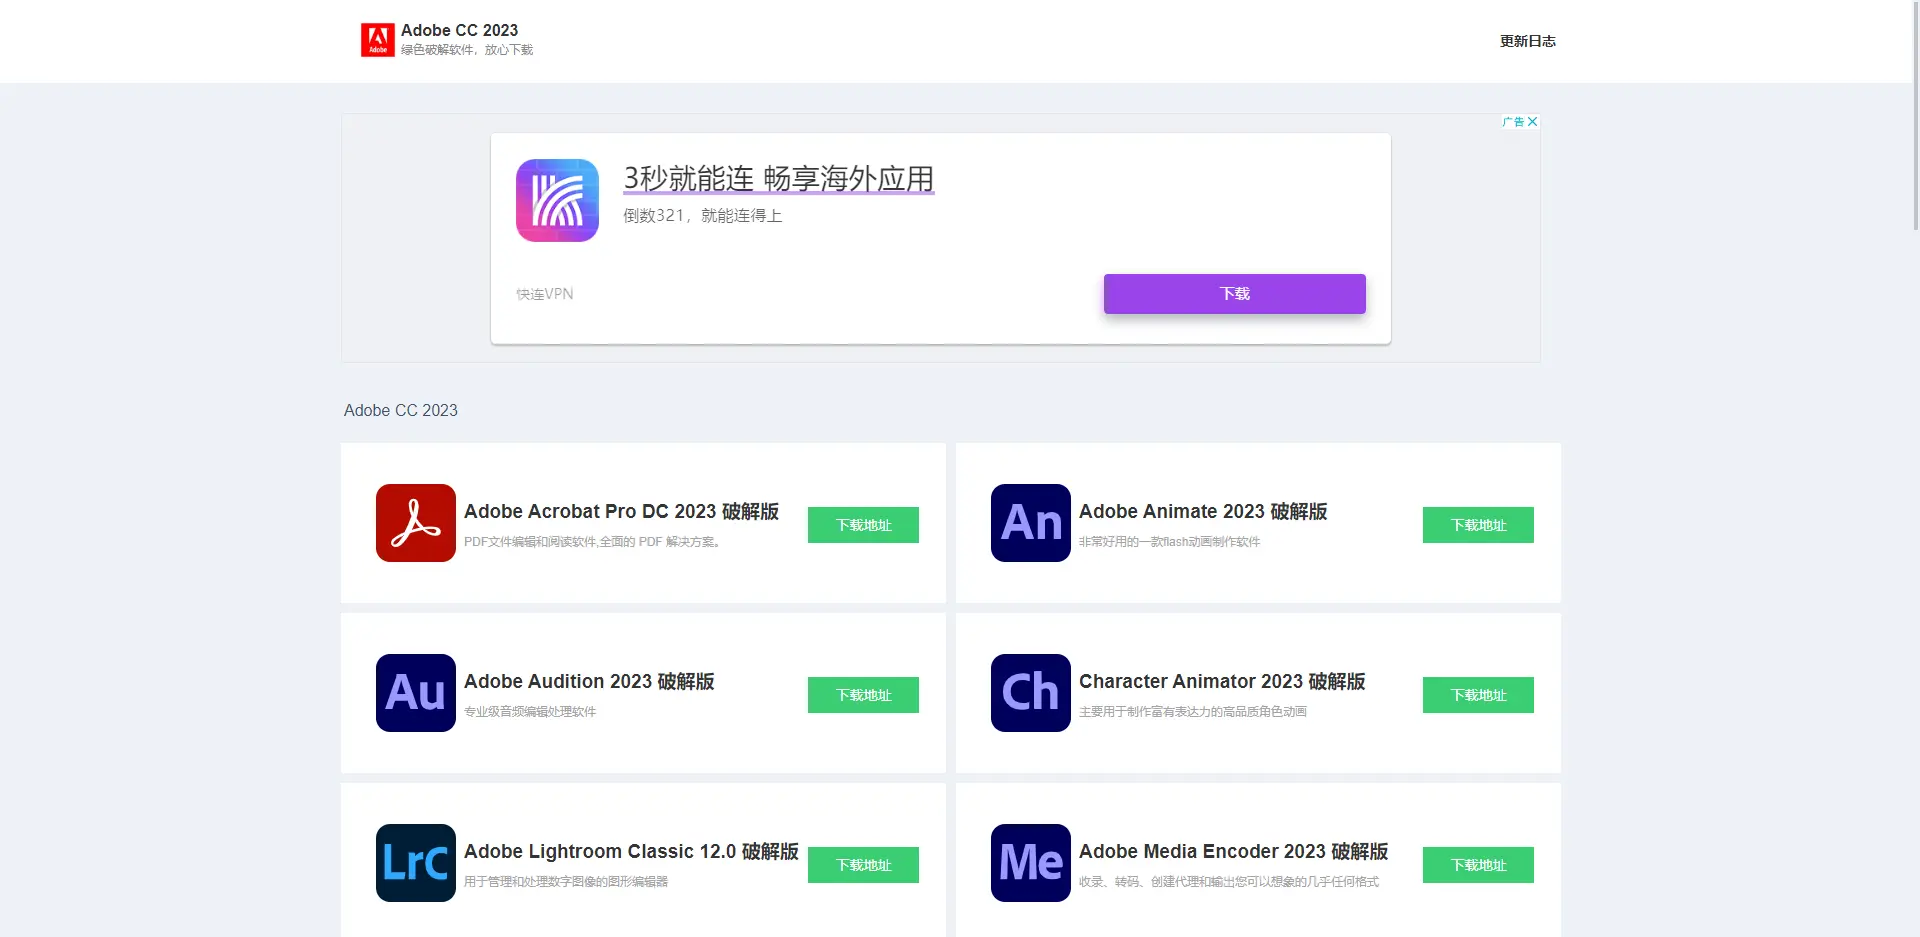 Adobe CC 2023
绿色破解软件，放心下载
更新日志
Adobe
广告
3秒就能连 畅享海外应用
倒数321，就能连得上
快连VPN
下载
Adobe CC 2023
Adobe Acrobat Pro DC 2023 破解版
PDF文件编辑和阅读软件,全面的 PDF 解决方案。
下载地址
An
Adobe Animate 2023 破解版
非常好用的一款flash动画制作软件
下载地址
Au
Adobe Audition 2023 破解版
专业级音频编辑处理软件
下载地址
Ch
Character Animator 2023 破解版
主要用于制作富有表达力的高品质角色动画
下载地址
LrC
Adobe Lightroom Classic 12.0 破解版
用于管理和处理数字图像的图形编辑器
下载地址
Me
Adobe Media Encoder 2023 破解版
收录、转码、创建代理和输出您可以想象的几乎任何格式
下载地址